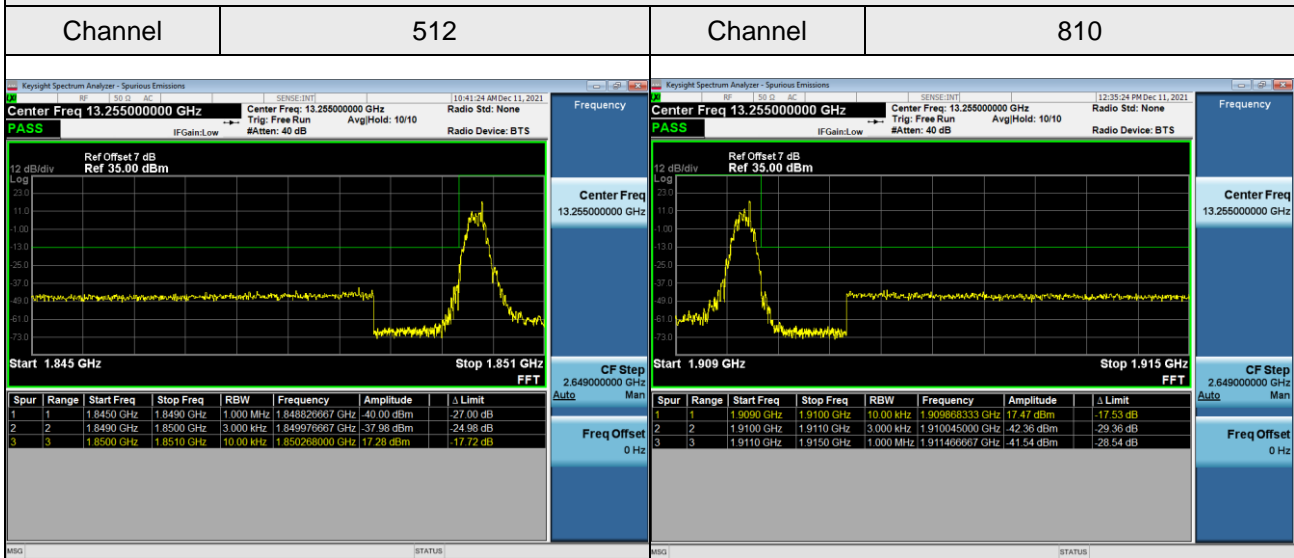 Channel 512 Channel 810
Keysight Spectrum Analyzer - Spurious Emissions
RF 50 Ω AC SENSE:INT 10:41:24 AM Dec 11, 2021
Center Freq 13.255000000 GHz Center Freq: 13.255000000 GHz Radio Std: None
Trig: Free Run Avg|Hold: 10/10
PASS IFGain:Low #Atten: 40 dB Radio Device: BTS
Ref Offset 7 dB
12 dB/div Ref 35.00 dBm
Log
23.0
11.0
-1.00
-13.0
-25.0
-37.0
-49.0
-61.0
-73.0
Start 1.845 GHz Stop 1.851 GHz
FFT
Spur Range Start Freq Stop Freq RBW Frequency Amplitude Δ Limit
1 1 1.8450 GHz 1.8490 GHz 1.000 MHz 1.848826667 GHz -40.00 dBm -27.00 dB
2 2 1.8490 GHz 1.8500 GHz 3.000 kHz 1.849976667 GHz -37.98 dBm -24.98 dB
3 3 1.8500 GHz 1.8510 GHz 10.00 kHz 1.850268000 GHz 17.28 dBm -17.72 dB
MSG STATUS
Frequency
Center Freq
13.255000000 GHz
CF Step
2.649000000 GHz
Auto Man
Freq Offset
0 Hz
Keysight Spectrum Analyzer - Spurious Emissions
RF 50 Ω AC SENSE:INT 12:35:24 PM Dec 11, 2021
Center Freq 13.255000000 GHz Center Freq: 13.255000000 GHz Radio Std: None
Trig: Free Run Avg|Hold: 10/10
PASS IFGain:Low #Atten: 40 dB Radio Device: BTS
Ref Offset 7 dB
12 dB/div Ref 35.00 dBm
Log
23.0
11.0
-1.00
-13.0
-25.0
-37.0
-49.0
-61.0
-73.0
Start 1.909 GHz Stop 1.915 GHz
FFT
Spur Range Start Freq Stop Freq RBW Frequency Amplitude Δ Limit
1 1 1.9090 GHz 1.9100 GHz 10.00 kHz 1.909868333 GHz 17.47 dBm -17.53 dB
2 2 1.9100 GHz 1.9110 GHz 3.000 kHz 1.910045000 GHz -42.36 dBm -29.36 dB
3 3 1.9110 GHz 1.9150 GHz 1.000 MHz 1.911466667 GHz -41.54 dBm -28.54 dB
MSG STATUS
Frequency
Center Freq
13.255000000 GHz
CF Step
2.649000000 GHz
Auto Man
Freq Offset
0 Hz